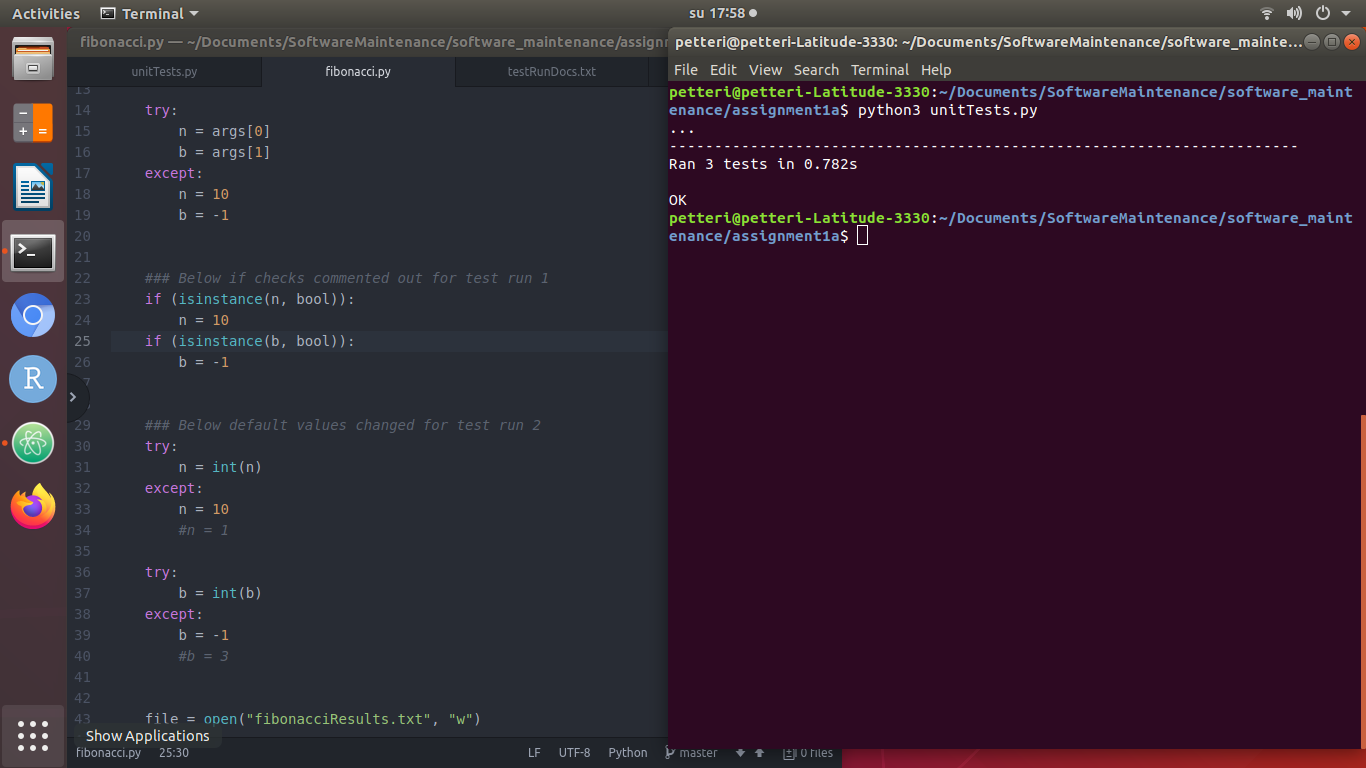 Activities
Terminal
su 17:58
fibonacci.py — ~/Documents/SoftwareMaintenance/software_maintenance/assignm
unitTests.py
fibonacci.py
testRunDocs.txt
13
14 try:
15 n = args[0]
16 b = args[1]
17 except:
18 n = 10
19 b = -1
20
21
22 ### Below if checks commented out for test run 1
23 if (isinstance(n, bool)):
24 n = 10
25 if (isinstance(b, bool)):
26 b = -1
7
29 ### Below default values changed for test run 2
30 try:
31 n = int(n)
32 except:
33 n = 10
34 #n = 1
35
36 try:
37 b = int(b)
38 except:
39 b = -1
40 #b = 3
41
42
43 file = open("fibonacciResults.txt", "w")
Show Applications
fibonacci.py 25:30 LF UTF-8 Python master 0 files
petteri@petteri-Latitude-3330: ~/Documents/SoftwareMaintenance/software_mainte...
File Edit View Search Terminal Help
petteri@petteri-Latitude-3330:~/Documents/SoftwareMaintenance/software_maint
enance/assignment1a$ python3 unitTests.py
...
----------------------------------------------------------------------
Ran 3 tests in 0.782s
OK
petteri@petteri-Latitude-3330:~/Documents/SoftwareMaintenance/software_maint
enance/assignment1a$
R